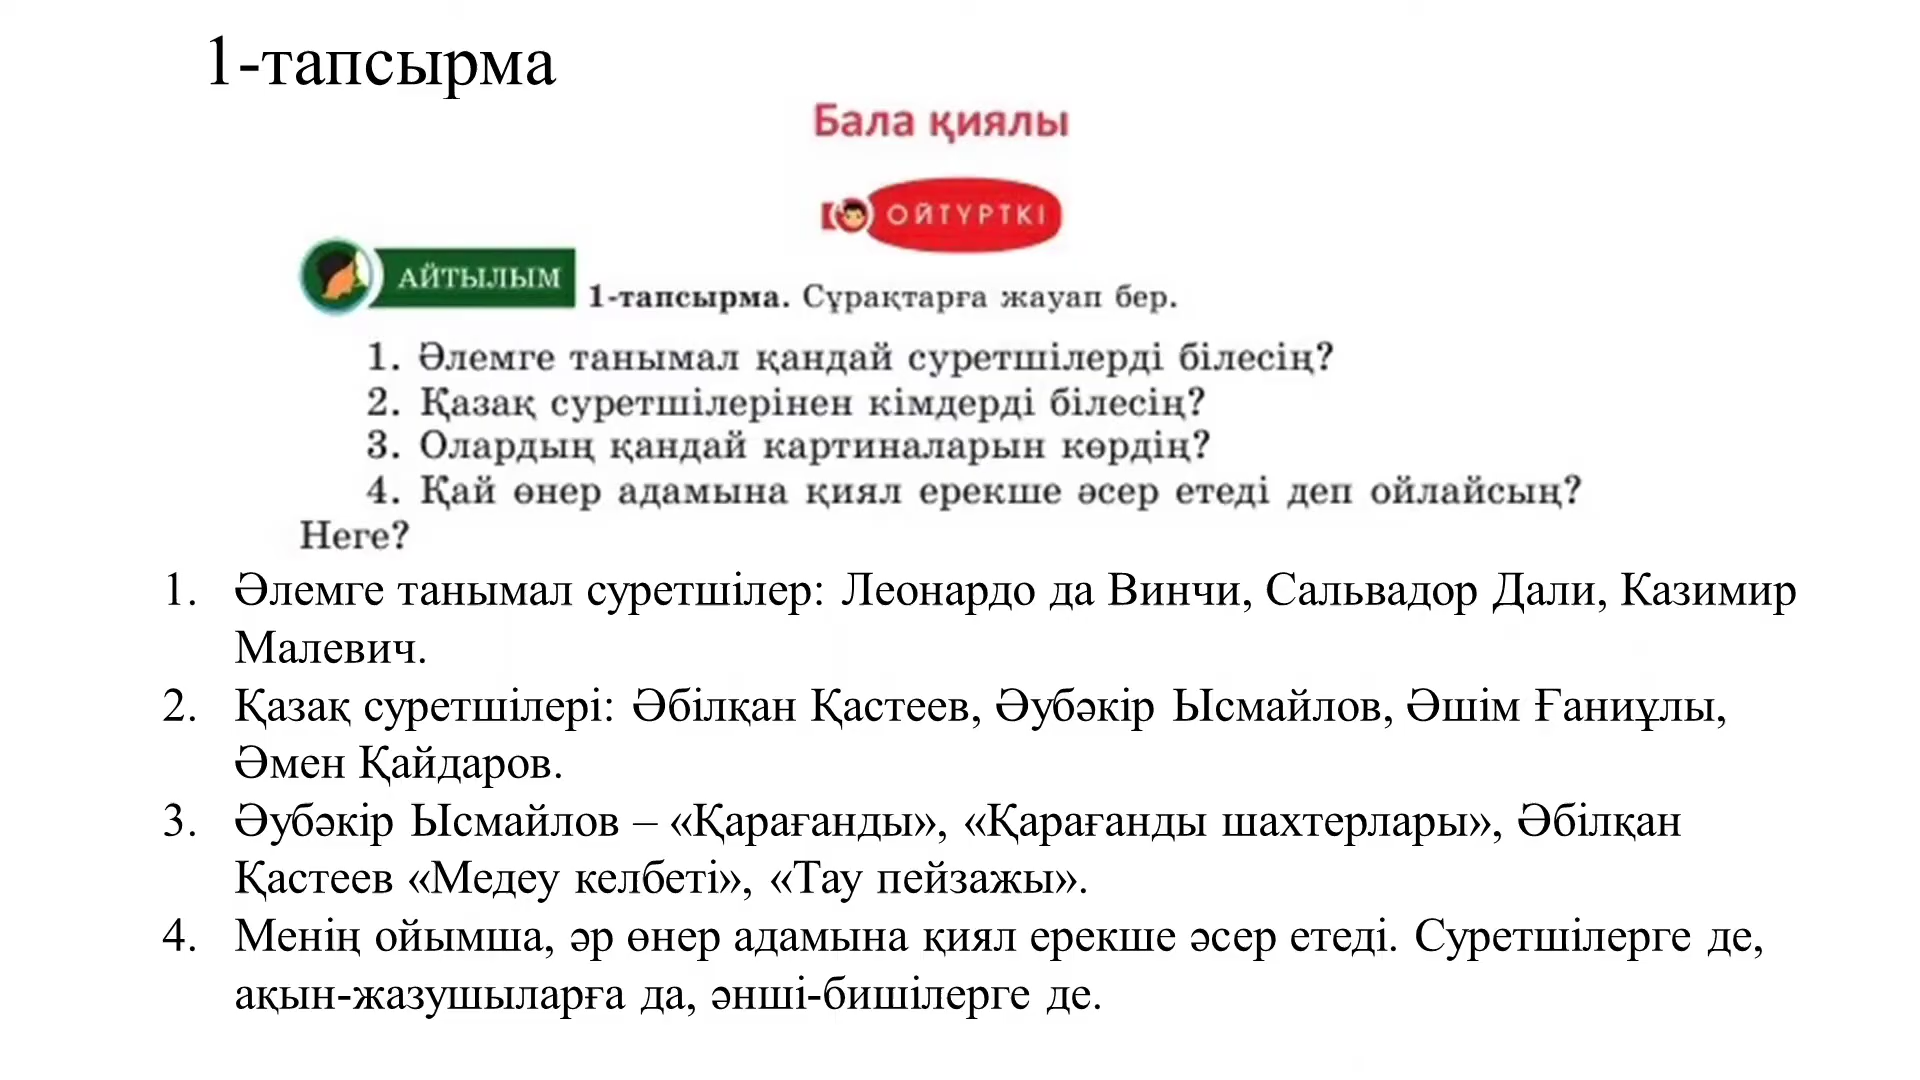 1-тапсырма
Бала қиялы
ОЙТҮРТКІ
АЙТЫЛЫМ
1-тапсырма. Сұрақтарға жауап бер.
1. Әлемге танымал қандай суретшілерді білесің?
2. Қазақ суретшілерінен кімдерді білесің?
3. Олардың қандай картиналарын көрдің?
4. Қай өнер адамына қиял ерекше әсер етеді деп ойлайсың?
Неге?
1. Әлемге танымал суретшілер: Леонардо да Винчи, Сальвадор Дали, Казимир
Малевич.
2. Қазақ суретшілері: Әбілқан Қастеев, Әубәкір Ысмайлов, Әшім Ғаниұлы,
Әмен Қайдаров.
3. Әубәкір Ысмайлов – «Қарағанды», «Қарағанды шахтерлары», Әбілқан
Қастеев «Медеу келбеті», «Тау пейзажы».
4. Менің ойымша, әр өнер адамына қиял ерекше әсер етеді. Суретшілерге де,
ақын-жазушыларға да, әнші-бишілерге де.